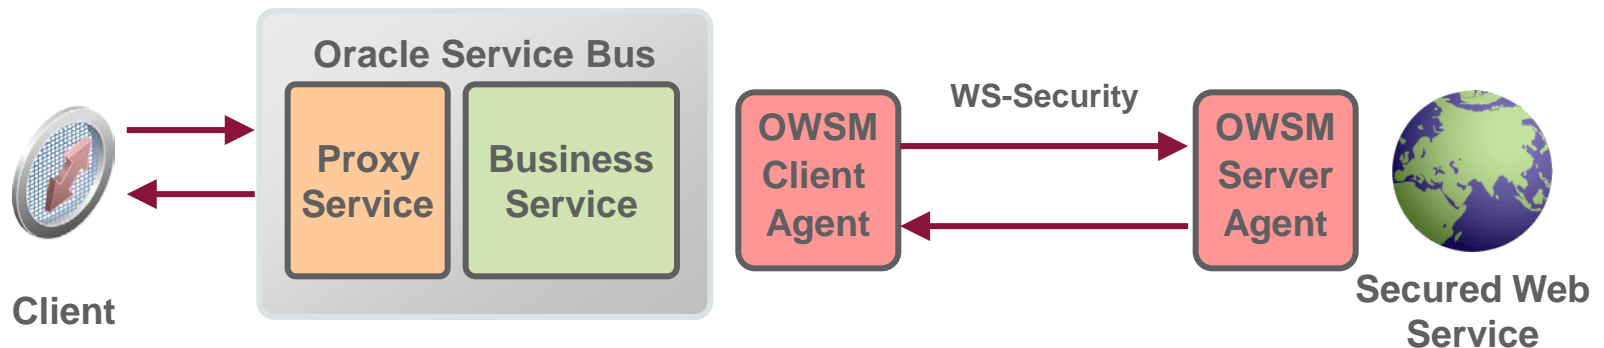 Oracle Service Bus
Proxy
Service
Business
Service
OWSM
Client
Agent
WS-Security
OWSM
Server
Agent
Client
Secured Web
Service